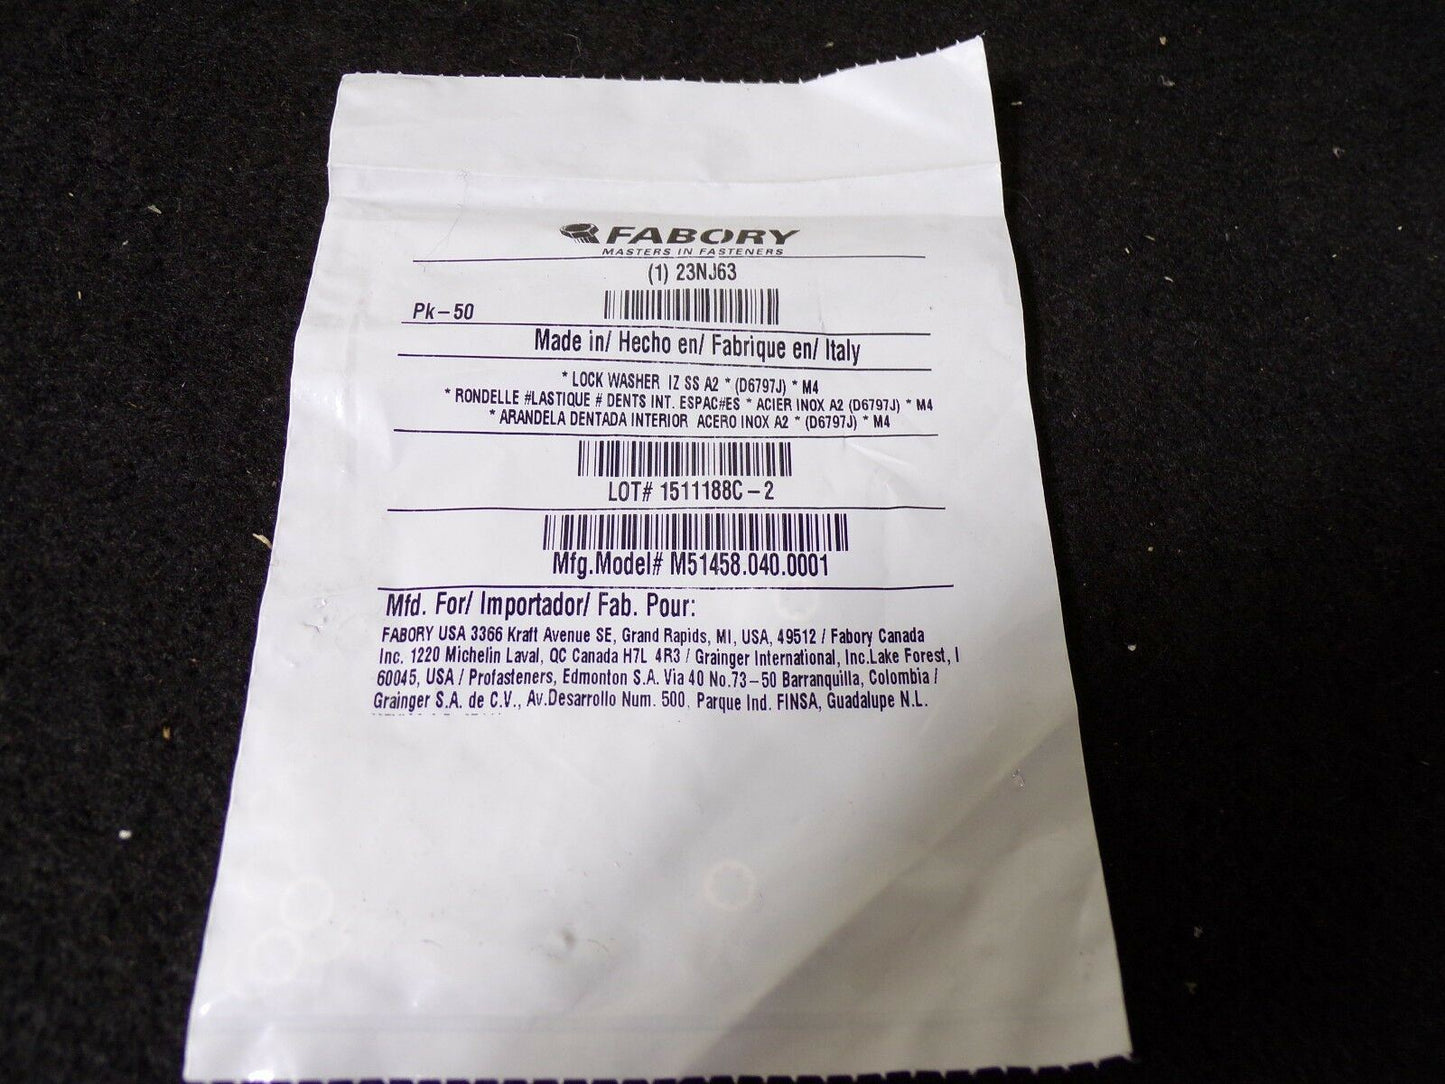 FABORY
MASTERS IN FASTENERS
(1) 23NJ63
Pk-50
Made in/ Hecho en/ Fabrique en/ Italy
* LOCK WASHER IZ SS A2 * (D6797J) * M4
* RONDELLE #LASTIQUE # DENTS INT. ESPAC#ES * ACIER INOX A2 (D6797J) * M4
* ARANDELA DENTADA INTERIOR ACERO INOX A2 * (D6797J) * M4
LOT# 1511188C-2
Mfg.Model# M51458.040.0001
Mfd. For/ Importador/ Fab. Pour:
FABORY USA 3366 Kraft Avenue SE, Grand Rapids, MI, USA, 49512 / Fabory Canada
Inc. 1220 Michelin Laval, QC Canada H7L 4R3 / Grainger International, Inc.Lake Forest, I
60045, USA / Profasteners, Edmonton S.A. Via 40 No.73-50 Barranquilla, Colombia /
Grainger S.A. de C.V., Av.Desarrollo Num. 500, Parque Ind. FINSA, Guadalupe N.L.